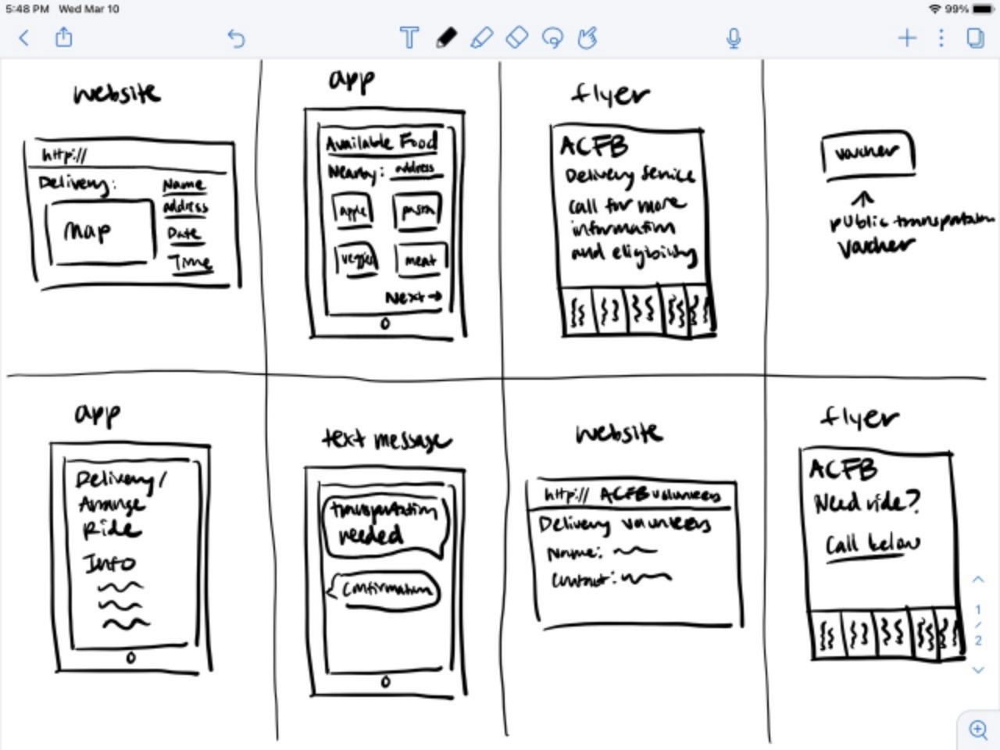 5:48 PM Wed Mar 10
99%
T
website
http://
Delivery:
Name
address
Map
Date
Time
app
Available Food
Nearby: address
apple
veggies
meat
Next →
flyer
ACFB
Delivery Service
call for more
information
and eligibility
voucher
public transportation
voucher
app
Delivery/
Arrange
Ride
Info
text message
transportation
needed
Confirmation
website
http:// ACFB volunteers
Delivery volunteers
Name:
Contact:
flyer
ACFB
Need ride?
Call below
1
/
2